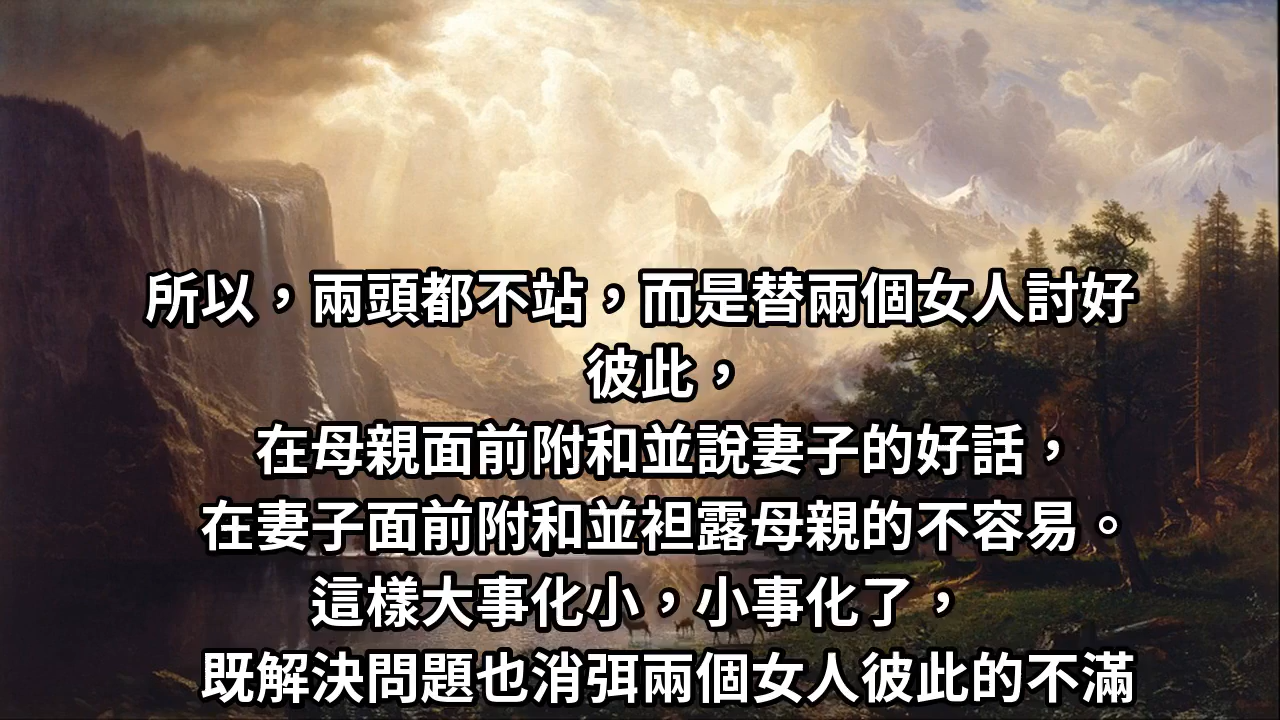 所以，兩頭都不站，而是替兩個女人討好
彼此，
在母親面前附和並說妻子的好話，
在妻子面前附和並袒露母親的不容易。
這樣大事化小，小事化了，
既解決問題也消弭兩個女人彼此的不滿